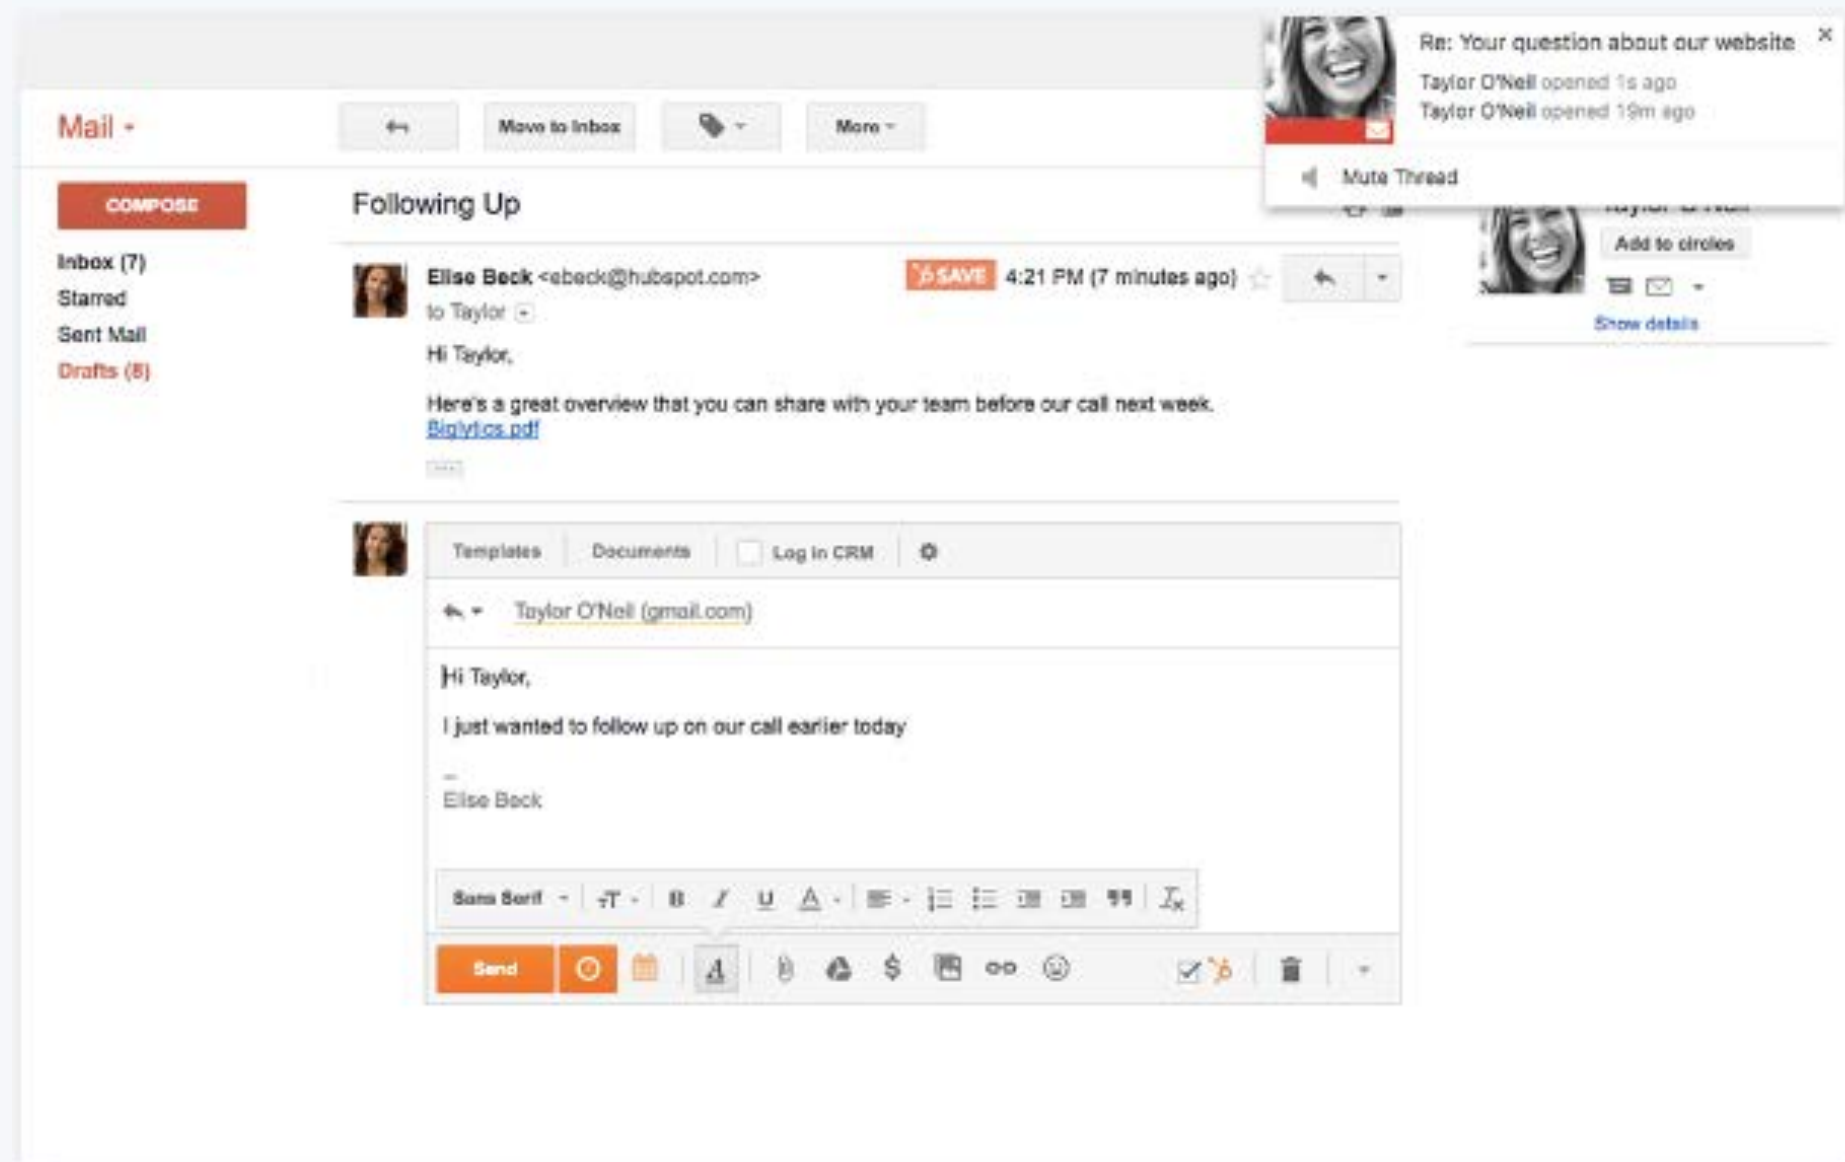 Re: Your question about our website
×
Taylor O'Neil opened 1s ago
Taylor O'Neil opened 19m ago
Mute Thread
Mail
Move to Inbox
More
COMPOSE
Inbox (7)
Starred
Sent Mail
Drafts (8)
Following Up
Add to circles
Show details
Elise Beck <ebeck@hubspot.com>
SAVE
4:21 PM (7 minutes ago)
to Taylor
Hi Taylor,
Here's a great overview that you can share with your team before our call next week.
Biglytics.pdf
Templates
Documents
Log in CRM
Taylor O'Neil (gmail.com)
Hi Taylor,
I just wanted to follow up on our call earlier today
--
Elise Beck
Sans Serif
Send